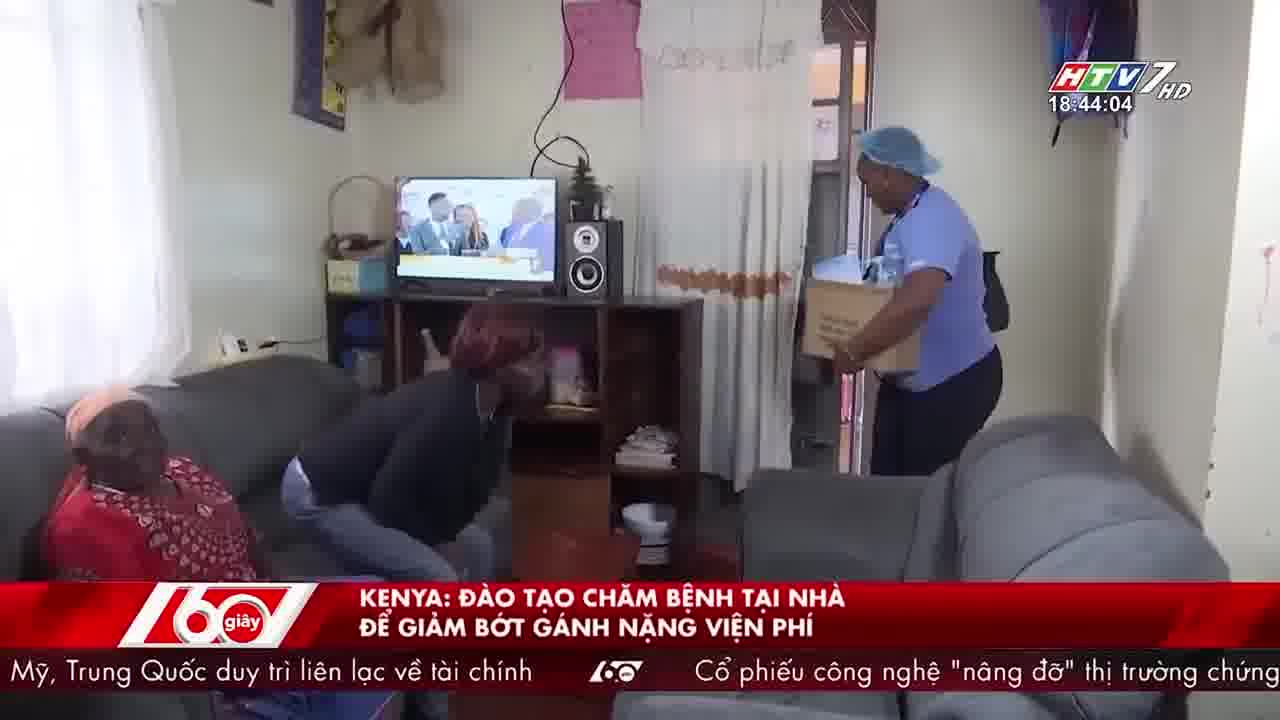 HTV7 HD
18:44:04
60 giây
KENYA: ĐÀO TẠO CHĂM BỆNH TẠI NHÀ
ĐỂ GIẢM BỚT GÁNH NẶNG VIỆN PHÍ
Mỹ, Trung Quốc duy trì liên lạc về tài chính
60 giây
Cổ phiếu công nghệ "nâng đỡ" thị trường chứng